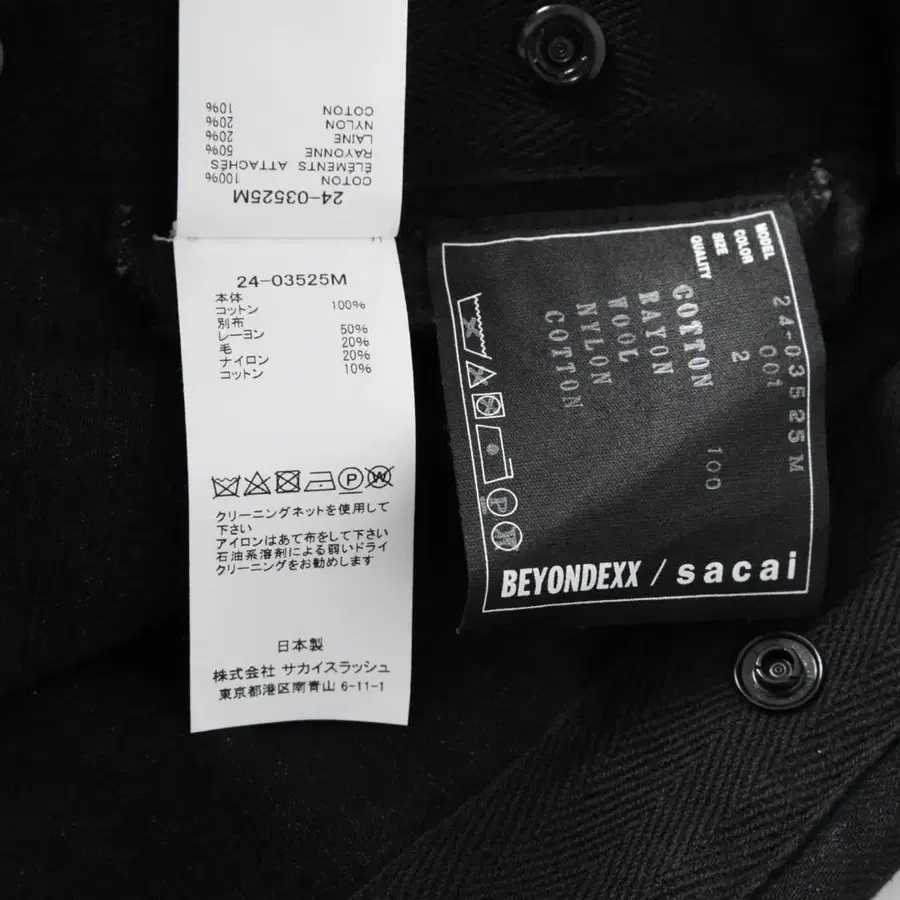 24-03525M
COTON 100%
ÉLÉMENTS ATTACHÉS
RAYONNE 50%
LAINE 20%
NYLON 20%
COTON 10%
24-03525M
本体
コットン 100%
別布
レーヨン 50%
毛 20%
ナイロン 20%
コットン 10%
クリーニングネットを使用して
下さい
アイロンはあて布をして下さい
石油系溶剤による弱いドライ
クリーニングをお勧めします
日本製
株式会社 サカイスラッシュ
東京都港区南青山 6-11-1
MODEL 24-03525M
COLOR 001
SIZE 2
QUALITY
COTTON 100
RAYON
WOOL
NYLON
COTTON
BEYONDEXX / sacai